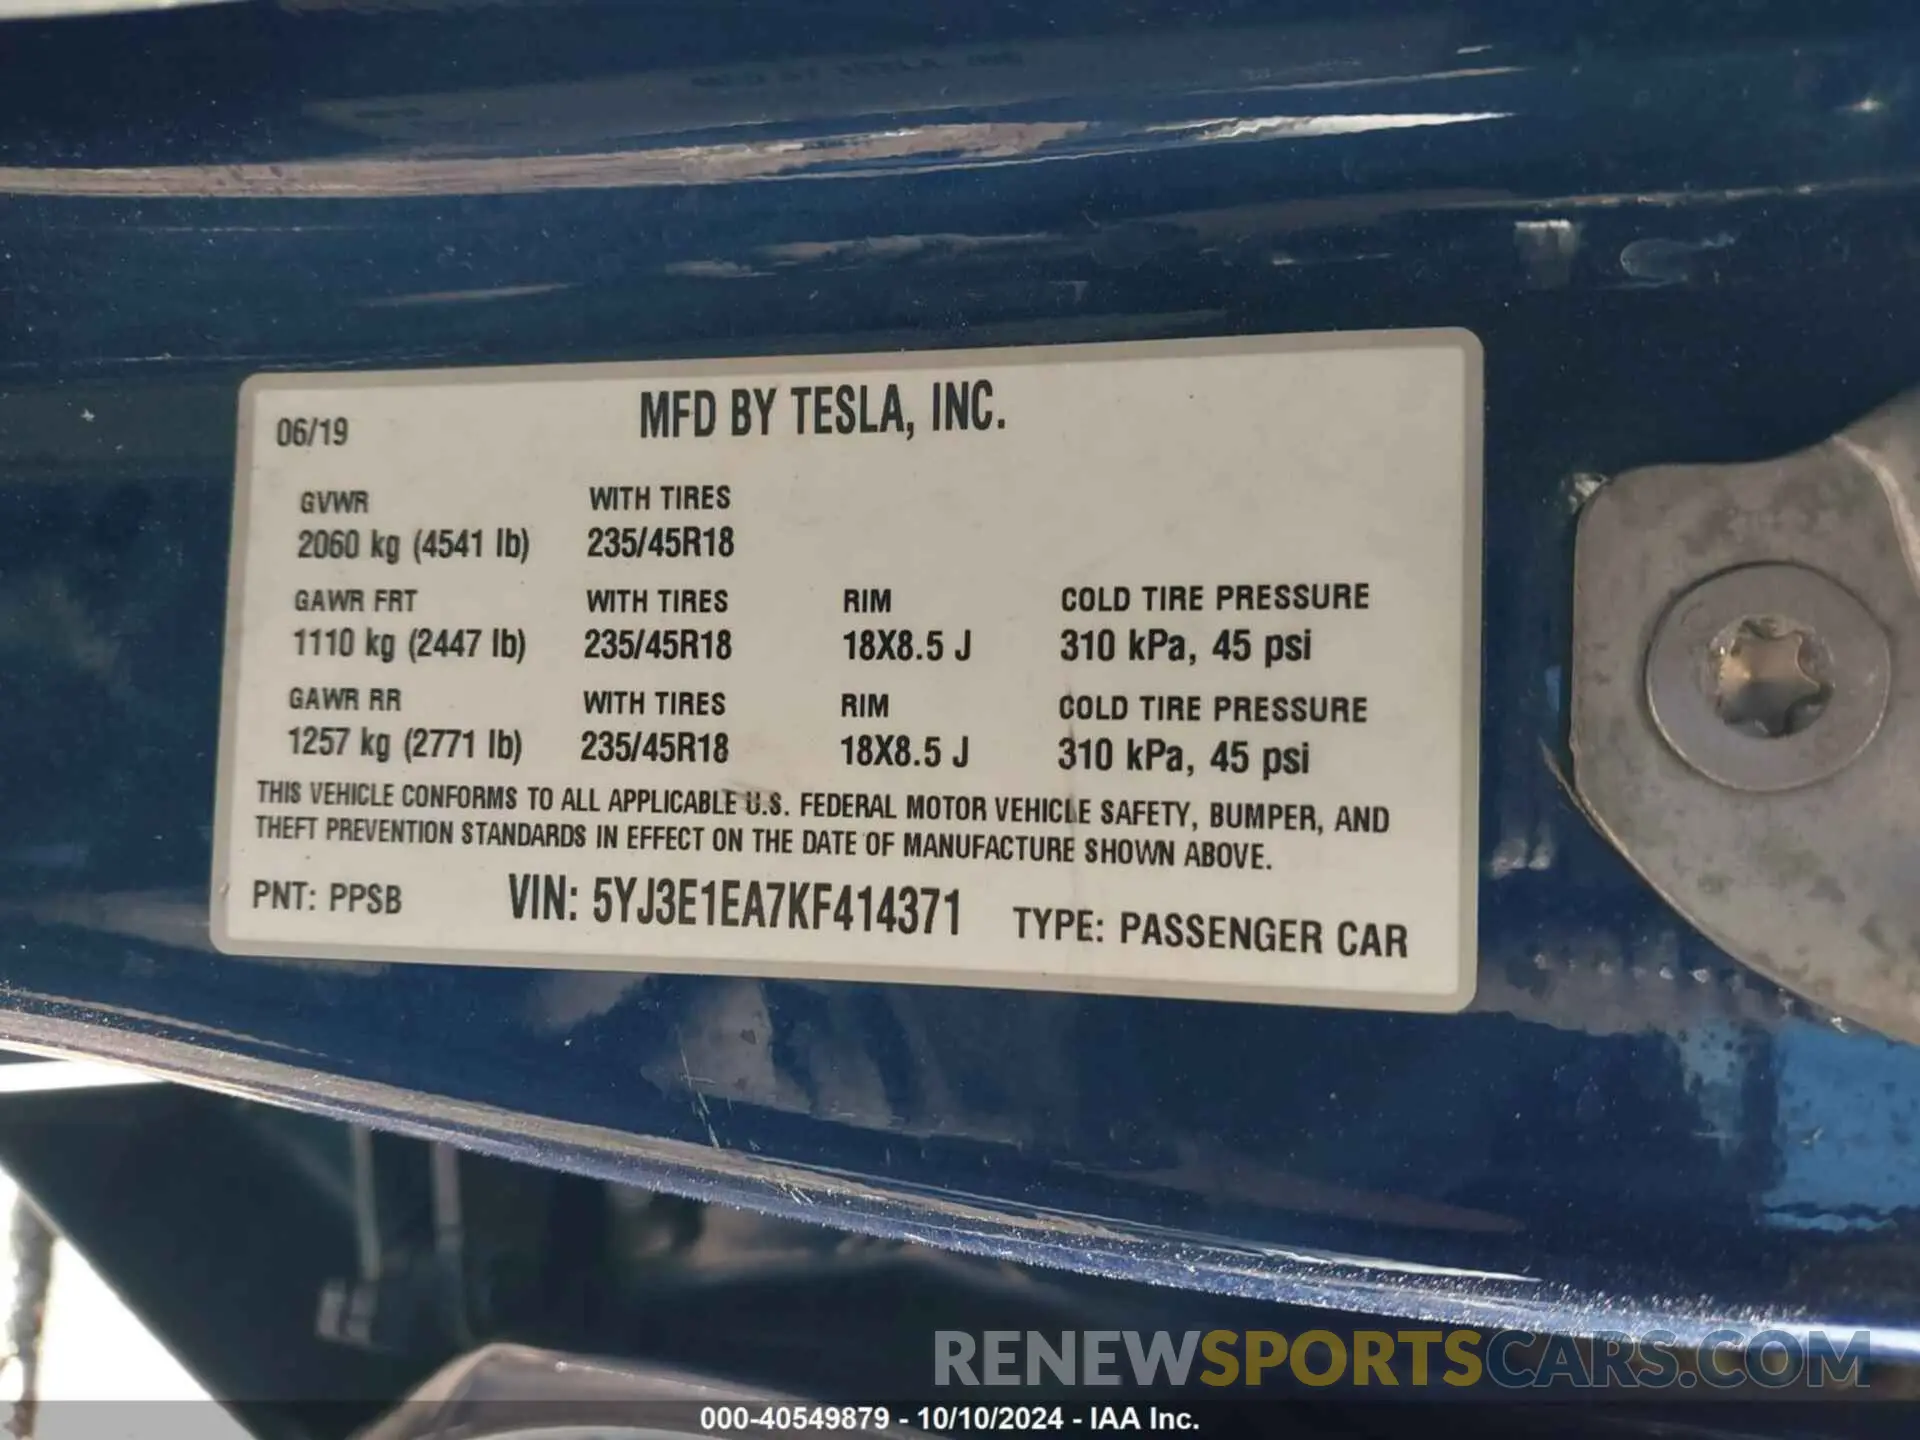 06/19 MFD BY TESLA, INC.
GVWR WITH TIRES
2060 kg (4541 lb) 235/45R18
GAWR FRT WITH TIRES RIM COLD TIRE PRESSURE
1110 kg (2447 lb) 235/45R18 18X8.5 J 310 kPa, 45 psi
GAWR RR WITH TIRES RIM COLD TIRE PRESSURE
1257 kg (2771 lb) 235/45R18 18X8.5 J 310 kPa, 45 psi
THIS VEHICLE CONFORMS TO ALL APPLICABLE U.S. FEDERAL MOTOR VEHICLE SAFETY, BUMPER, AND
THEFT PREVENTION STANDARDS IN EFFECT ON THE DATE OF MANUFACTURE SHOWN ABOVE.
PNT: PPSB VIN: 5YJ3E1EA7KF414371 TYPE: PASSENGER CAR
RENEWSPORTSCARS.COM
000-40549879 - 10/10/2024 - IAA Inc.